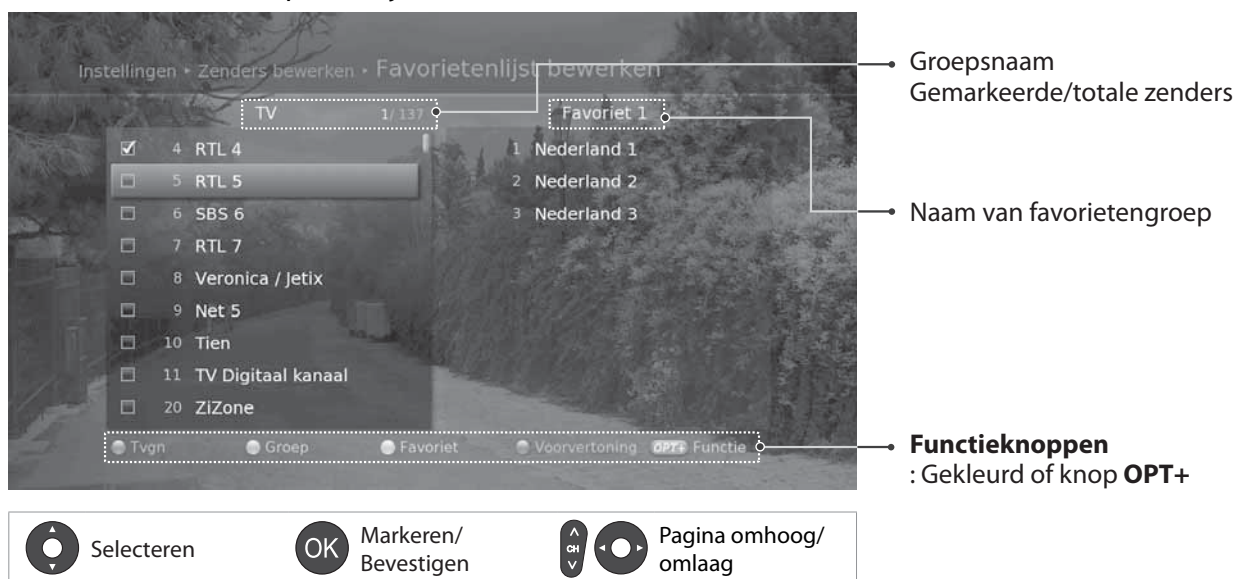 Instellingen • Zenders bewerken • Favorietenlijst bewerken
TV 1/ 137
Favoriet 1
4 RTL 4
5 RTL 5
6 SBS 6
7 RTL 7
8 Veronica / Jetix
9 Net 5
10 Tien
11 TV Digitaal kanaal
20 ZiZone
1 Nederland 1
2 Nederland 2
3 Nederland 3
Tvgn Groep Favoriet Voorvertoning OPT+ Functie
Groepsnaam
Gemarkeerde/totale zenders
Naam van favorietengroep
Functieknoppen
: Gekleurd of knop OPT+
Selecteren
OK Markeren/
Bevestigen
CH Pagina omhoog/
omlaag